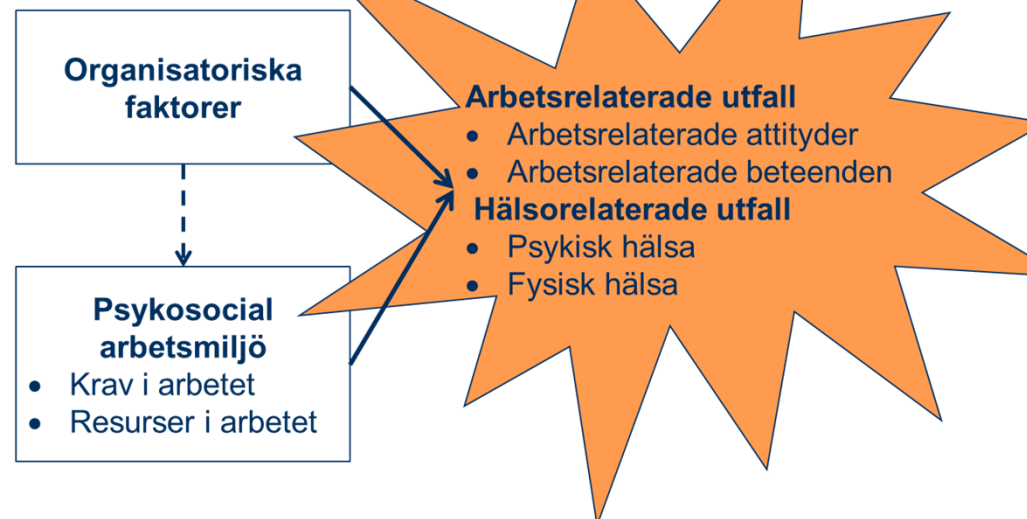 Organisatoriska
faktorer
Psykosocial
arbetsmiljö
• Krav i arbetet
• Resurser i arbetet
Arbetsrelaterade utfall
• Arbetsrelaterade attityder
• Arbetsrelaterade beteenden
Hälsorelaterade utfall
• Psykisk hälsa
• Fysisk hälsa